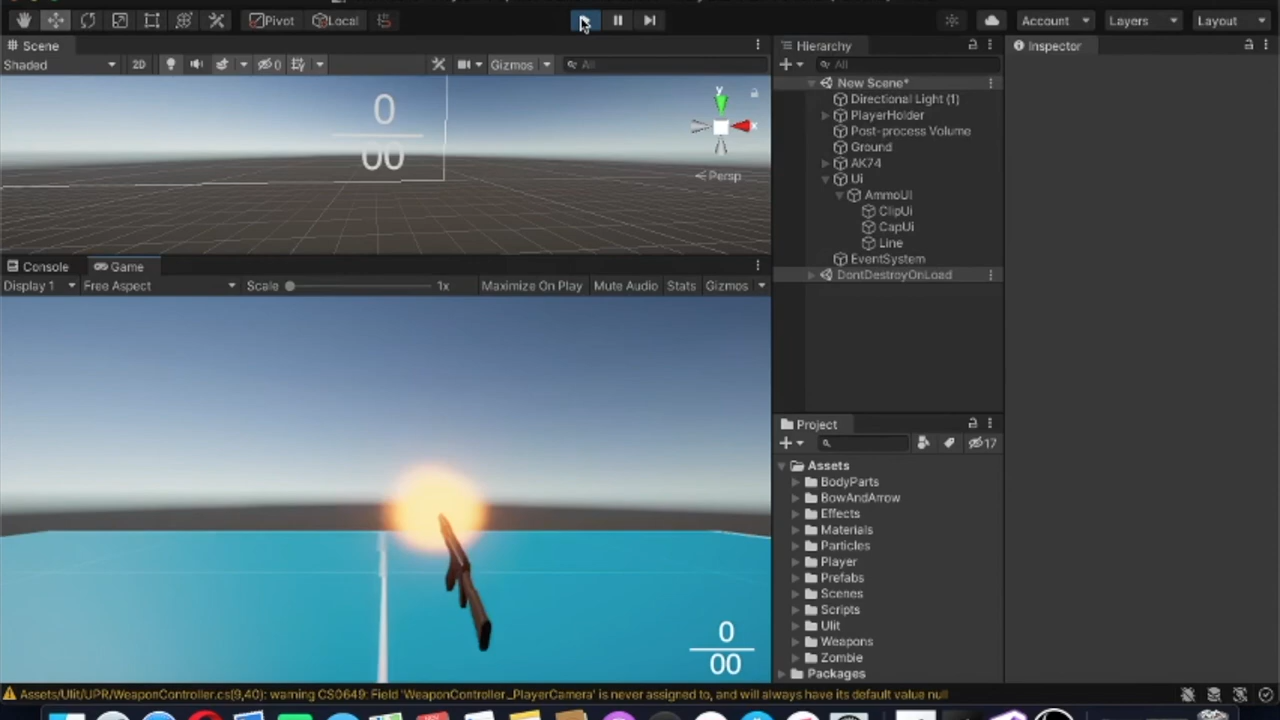 Pivot Local Account Layers Layout
Scene
Shaded 2D 0 Gizmos All
0
00
y
x
Persp
Console Game
Display 1 Free Aspect Scale 1x Maximize On Play Mute Audio Stats Gizmos
0
00
Hierarchy
All
New Scene*
Directional Light (1)
PlayerHolder
Post-process Volume
Ground
AK74
Ui
AmmoUI
ClipUi
CapUi
Line
EventSystem
DontDestroyOnLoad
Inspector
Project
17
Assets
BodyParts
BowAndArrow
Effects
Materials
Particles
Player
Prefabs
Scenes
Scripts
Ulit
Weapons
Zombie
Packages
Assets/Ulit/UPR/WeaponController.cs(9,40): warning CS0649: Field 'WeaponController._PlayerCamera' is never assigned to, and will always have its default value null